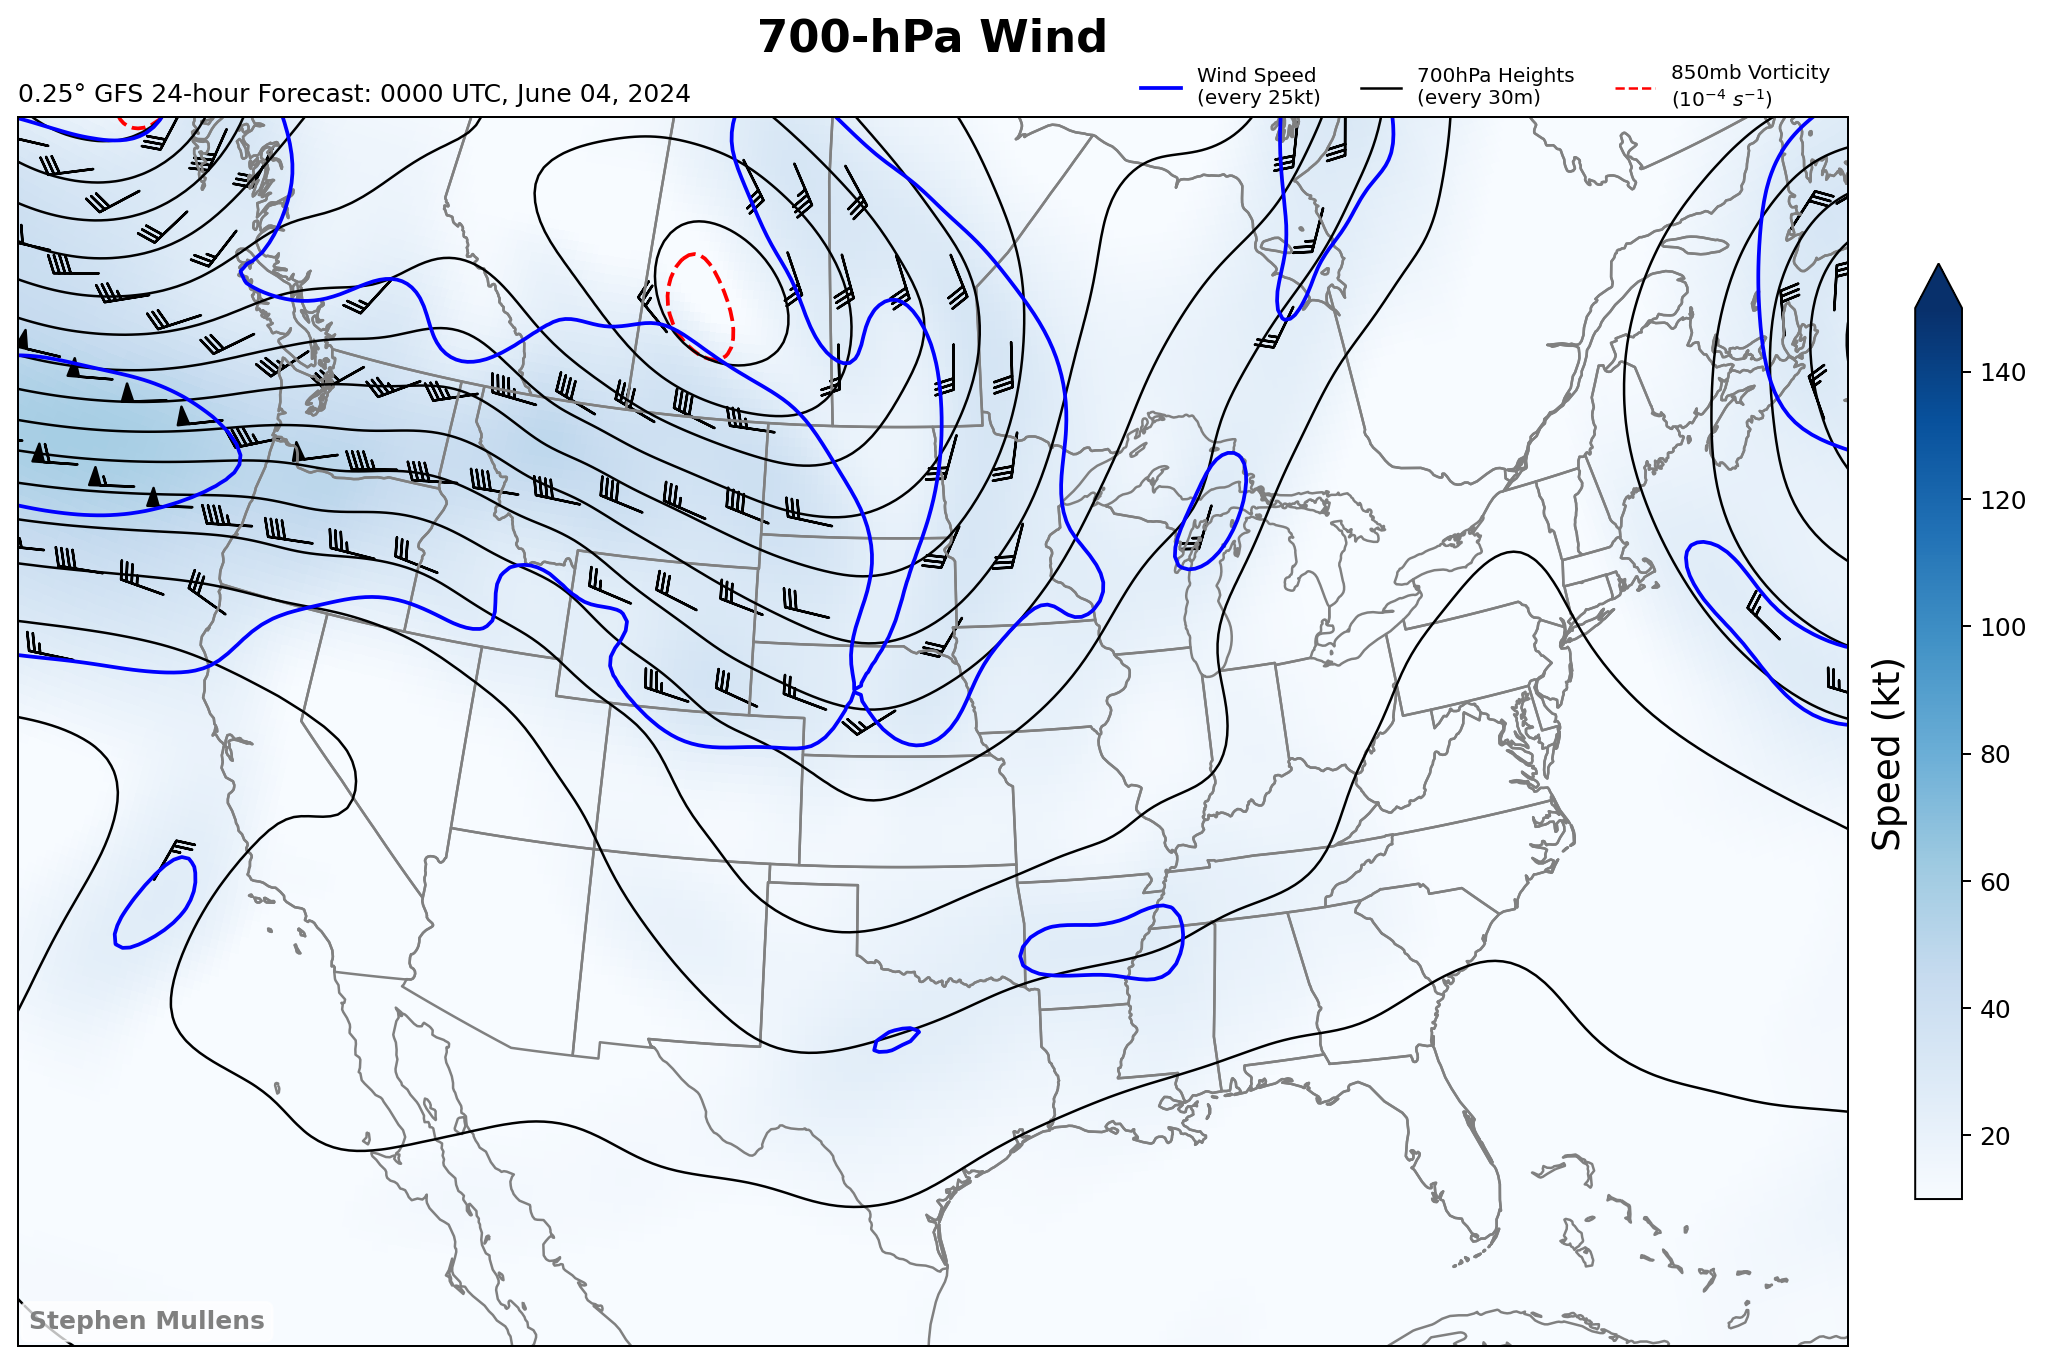 700-hPa Wind
0.25° GFS 24-hour Forecast: 0000 UTC, June 04, 2024
Wind Speed
(every 25kt)
700hPa Heights
(every 30m)
850mb Vorticity
(10⁻⁴ s⁻¹)
140
120
100
80
60
40
20
Speed (kt)
Stephen Mullens